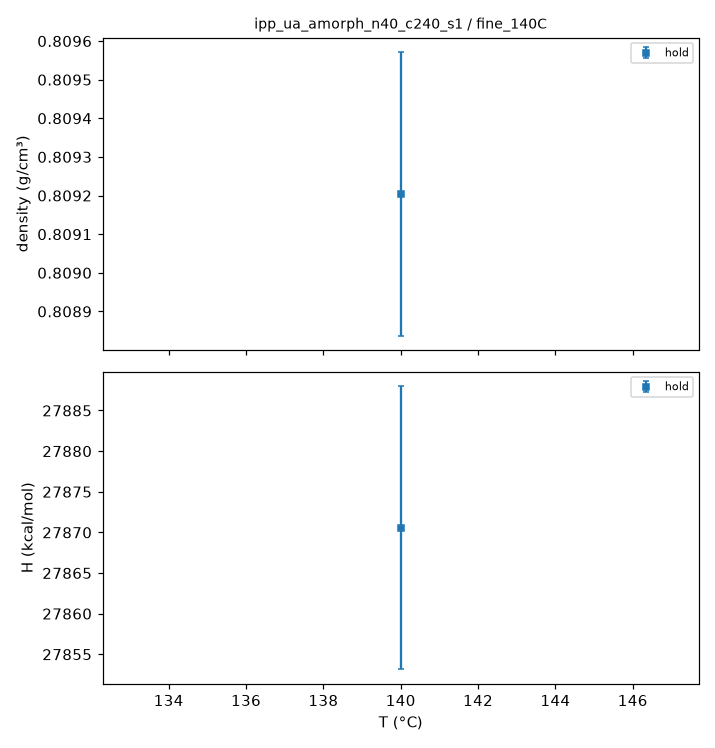 ipp_ua_amorph_n40_c240_s1 / fine_140C
hold
density (g/cm³)
0.8096
0.8095
0.8094
0.8093
0.8092
0.8091
0.8090
0.8089
hold
H (kcal/mol)
27885
27880
27875
27870
27865
27860
27855
134 136 138 140 142 144 146
T (°C)